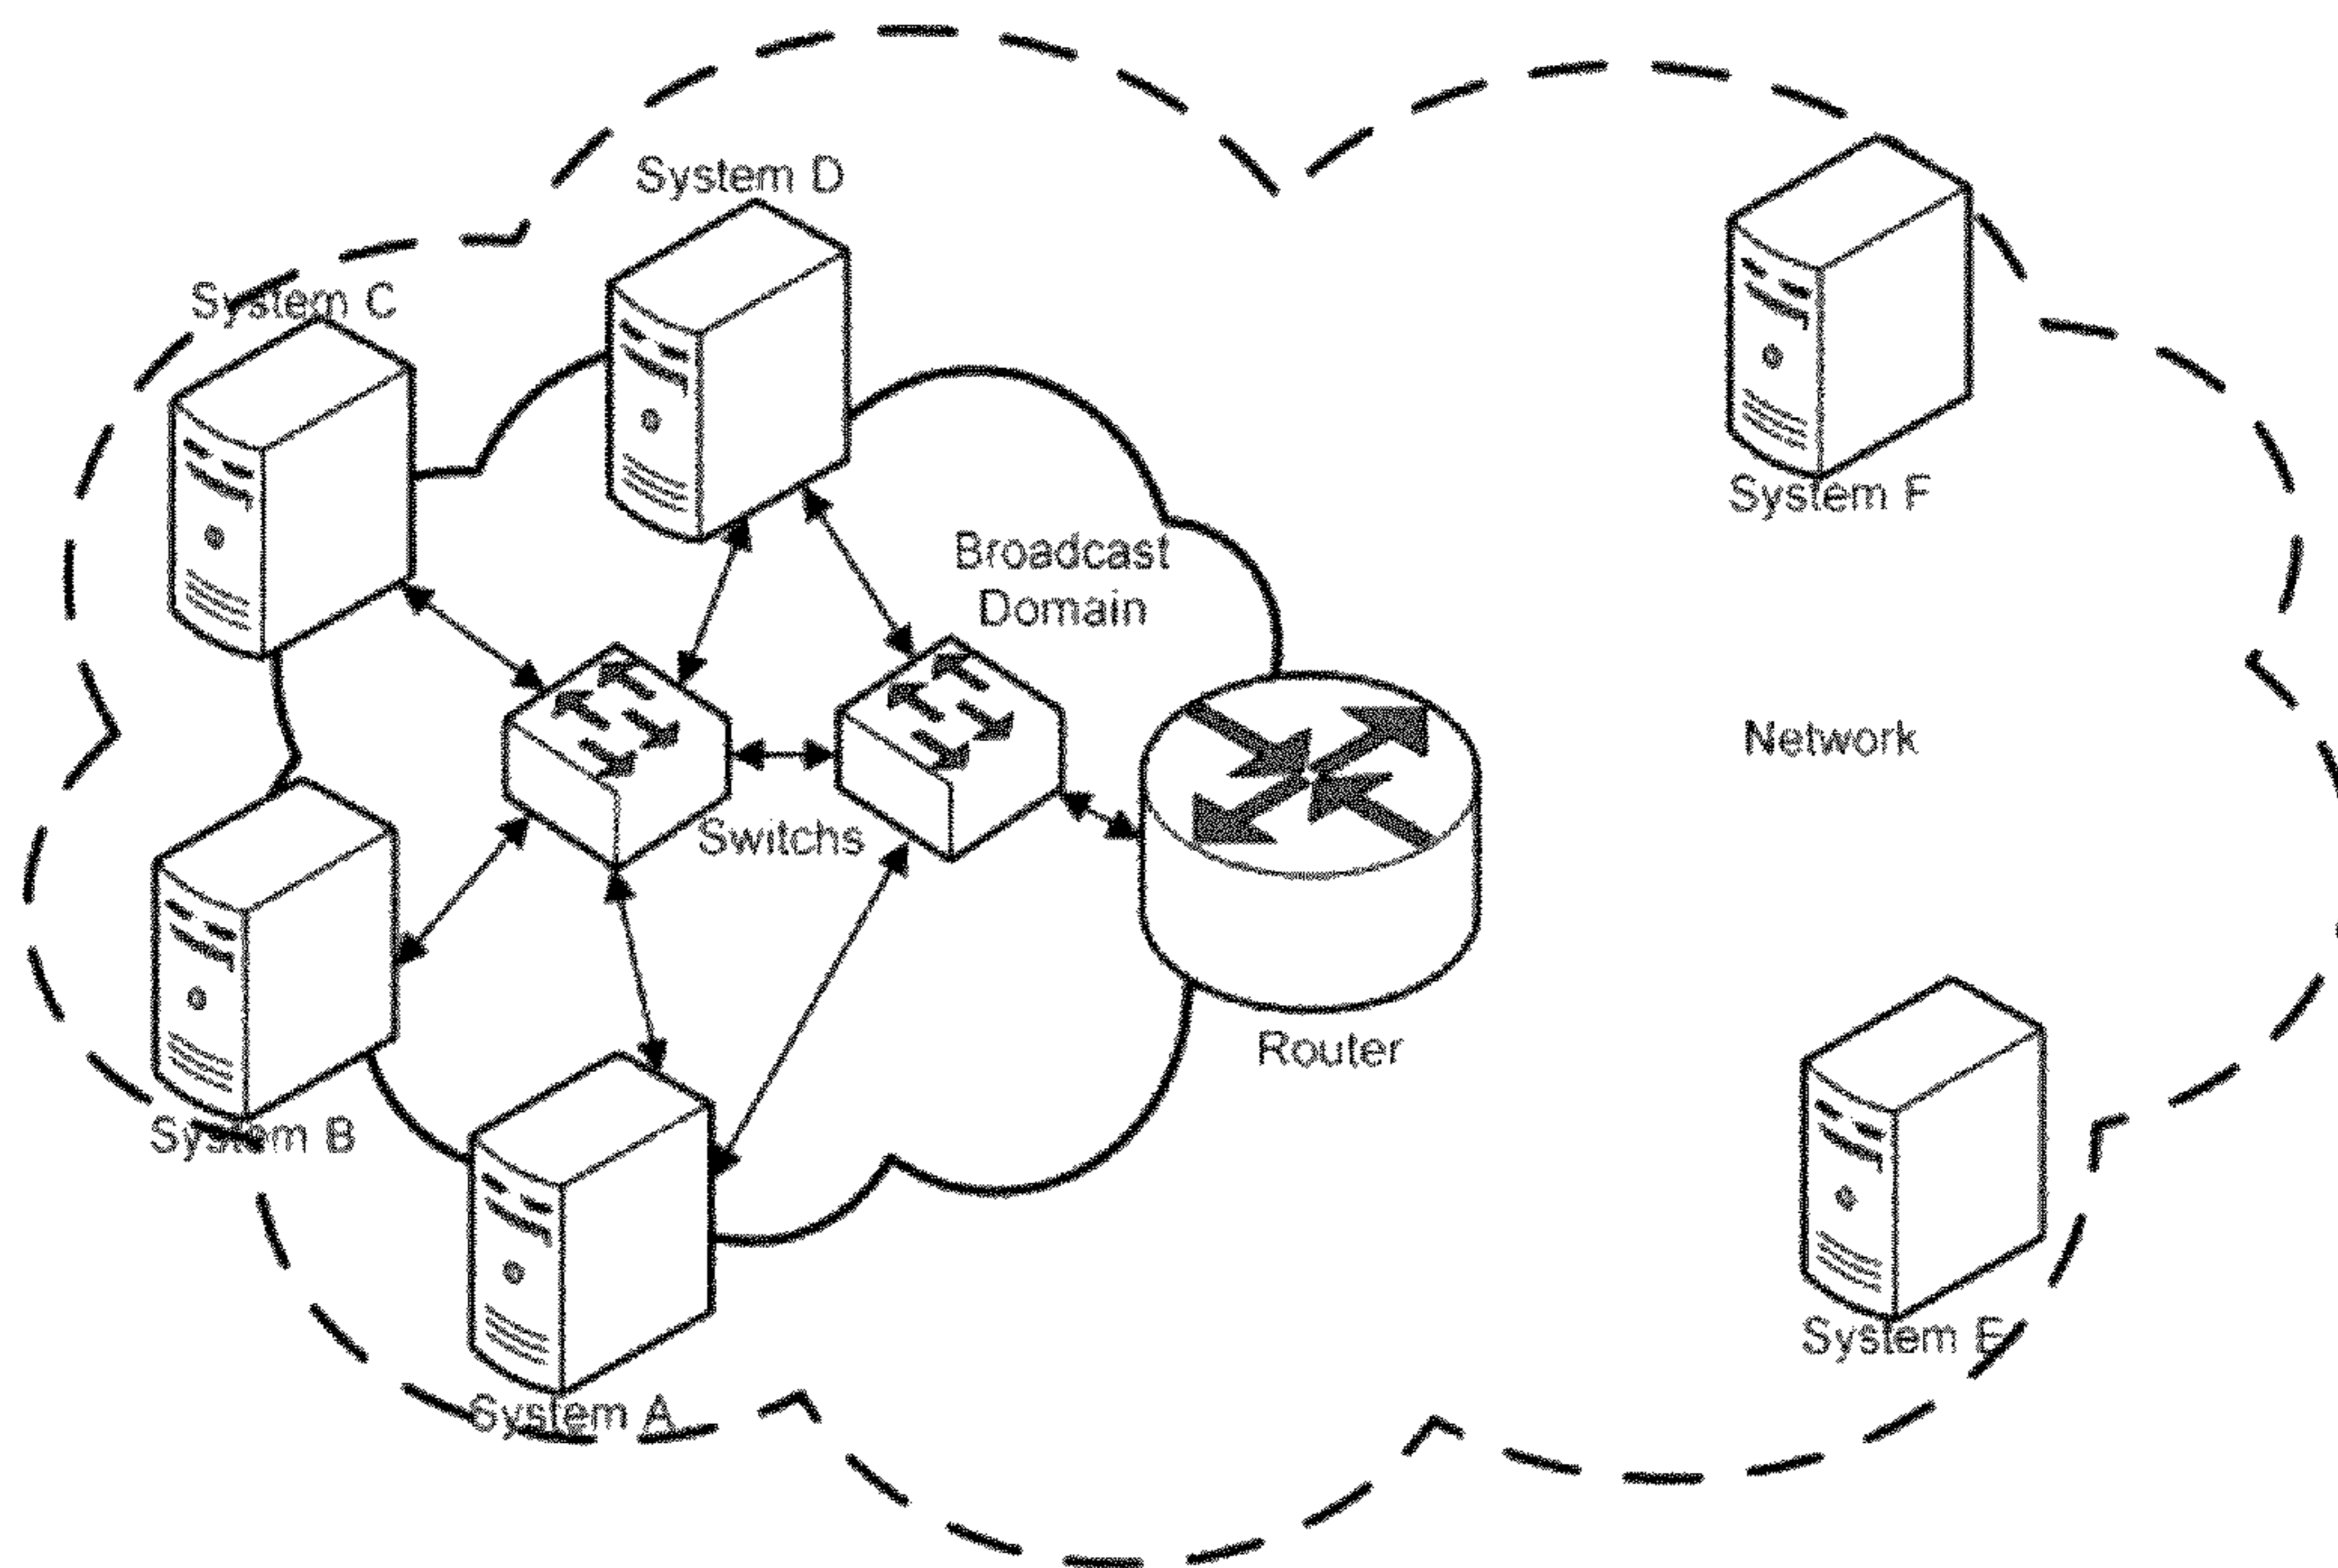 System D
System C
System F
Broadcast
Domain
Network
Switchs
Router
System B
System E
System A